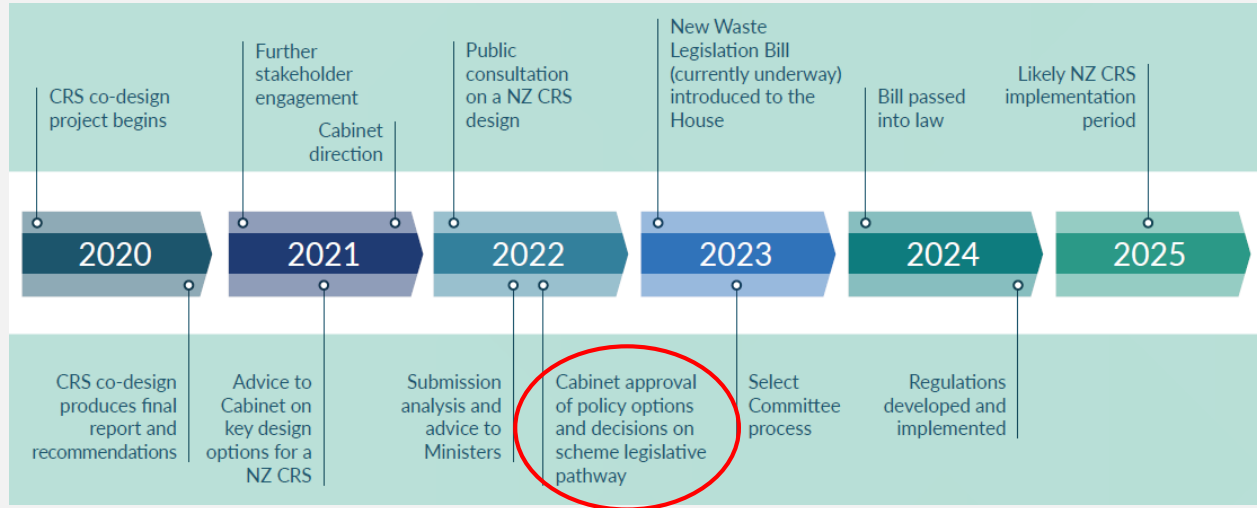 CRS co-design
project begins
Further
stakeholder
engagement
Cabinet
direction
Public
consultation
on a NZ CRS
design
New Waste
Legislation Bill
(currently underway)
introduced to the
House
Bill passed
into law
Likely NZ CRS
implementation
period
2020
2021
2022
2023
2024
2025
CRS co-design
produces final
report and
recommendations
Advice to
Cabinet on
key design
options for a
NZ CRS
Submission
analysis and
advice to
Ministers
Cabinet approval
of policy options
and decisions on
scheme legislative
pathway
Select
Committee
process
Regulations
developed and
implemented